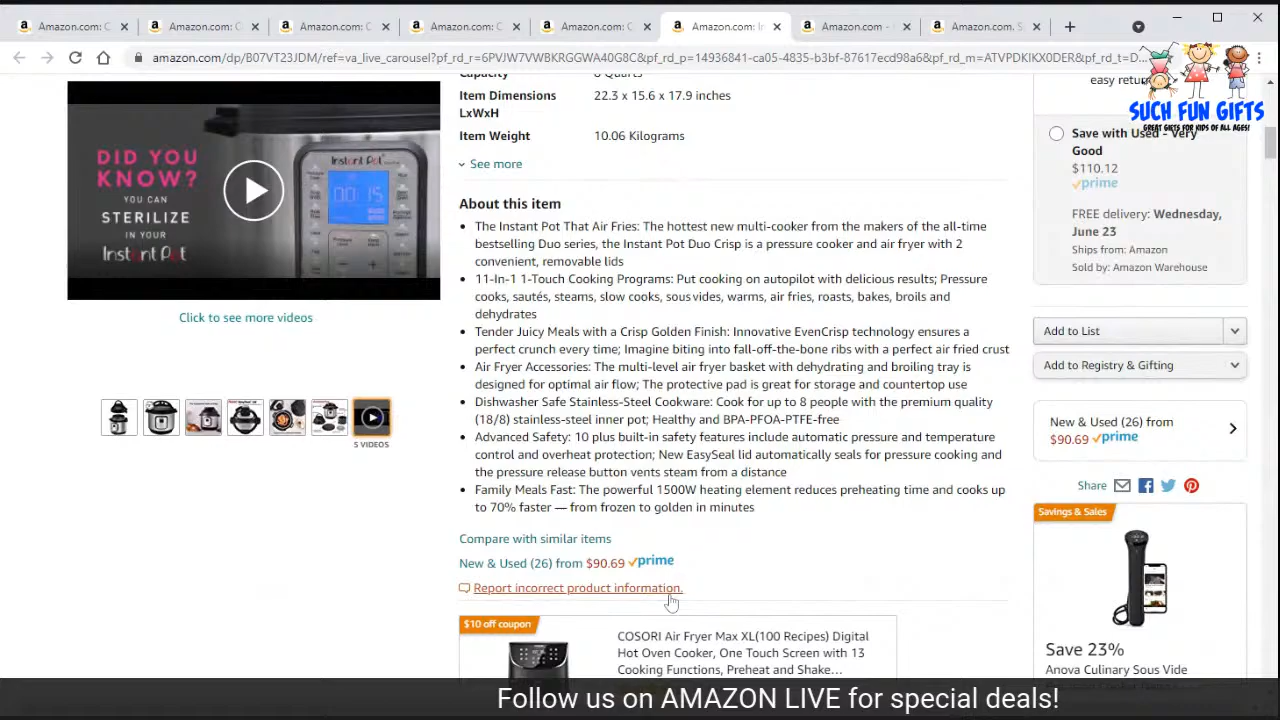 Amazon.com: C
Amazon.com: C
Amazon.com: C
Amazon.com: C
Amazon.com: C
Amazon.com: In
Amazon.com -
Amazon.com. S
amazon.com/dp/B07VT23JDM/ref=va_live_carousel?pf_rd_r=6PVJW7VWBKRGGWA40G8C&pf_rd_p=14936841-ca05-4835-b3bf-87617ecd98a6&pf_rd_m=ATVPDKIKX0DER&pf_rd_t=D...
SUCH FUN GIFTS
GREAT GIFTS FOR KIDS OF ALL AGES!
DID YOU
KNOW?
YOU CAN
STERILIZE
IN YOUR
Instant Pot
Instant Pot
00:15
Click to see more videos
5 VIDEOS
Capacity 8 Quarts
Item Dimensions 22.3 x 15.6 x 17.9 inches
LxWxH
Item Weight 10.06 Kilograms
See more
About this item
• The Instant Pot That Air Fries: The hottest new multi-cooker from the makers of the all-time
bestselling Duo series, the Instant Pot Duo Crisp is a pressure cooker and air fryer with 2
convenient, removable lids
• 11-In-1 1-Touch Cooking Programs: Put cooking on autopilot with delicious results; Pressure
cooks, sautés, steams, slow cooks, sous vides, warms, air fries, roasts, bakes, broils and
dehydrates
• Tender Juicy Meals with a Crisp Golden Finish: Innovative EvenCrisp technology ensures a
perfect crunch every time; Imagine biting into fall-off-the-bone ribs with a perfect air fried crust
• Air Fryer Accessories: The multi-level air fryer basket with dehydrating and broiling tray is
designed for optimal air flow; The protective pad is great for storage and countertop use
• Dishwasher Safe Stainless-Steel Cookware: Cook for up to 8 people with the premium quality
(18/8) stainless-steel inner pot; Healthy and BPA-PFOA-PTFE-free
• Advanced Safety: 10 plus built-in safety features include automatic pressure and temperature
control and overheat protection; New EasySeal lid automatically seals for pressure cooking and
the pressure release button vents steam from a distance
• Family Meals Fast: The powerful 1500W heating element reduces preheating time and cooks up
to 70% faster — from frozen to golden in minutes
Compare with similar items
New & Used (26) from $90.69 prime
Report incorrect product information.
$10 off coupon
COSORI Air Fryer Max XL(100 Recipes) Digital
Hot Oven Cooker, One Touch Screen with 13
Cooking Functions, Preheat and Shake...
easy
Save with Used - Very
Good
$110.12
prime
FREE delivery: Wednesday,
June 23
Ships from: Amazon
Sold by: Amazon Warehouse
Add to List
Add to Registry & Gifting
New & Used (26) from
$90.69 prime
Share
Savings & Sales
Save 23%
Anova Culinary Sous Vide
Follow us on AMAZON LIVE for special deals!